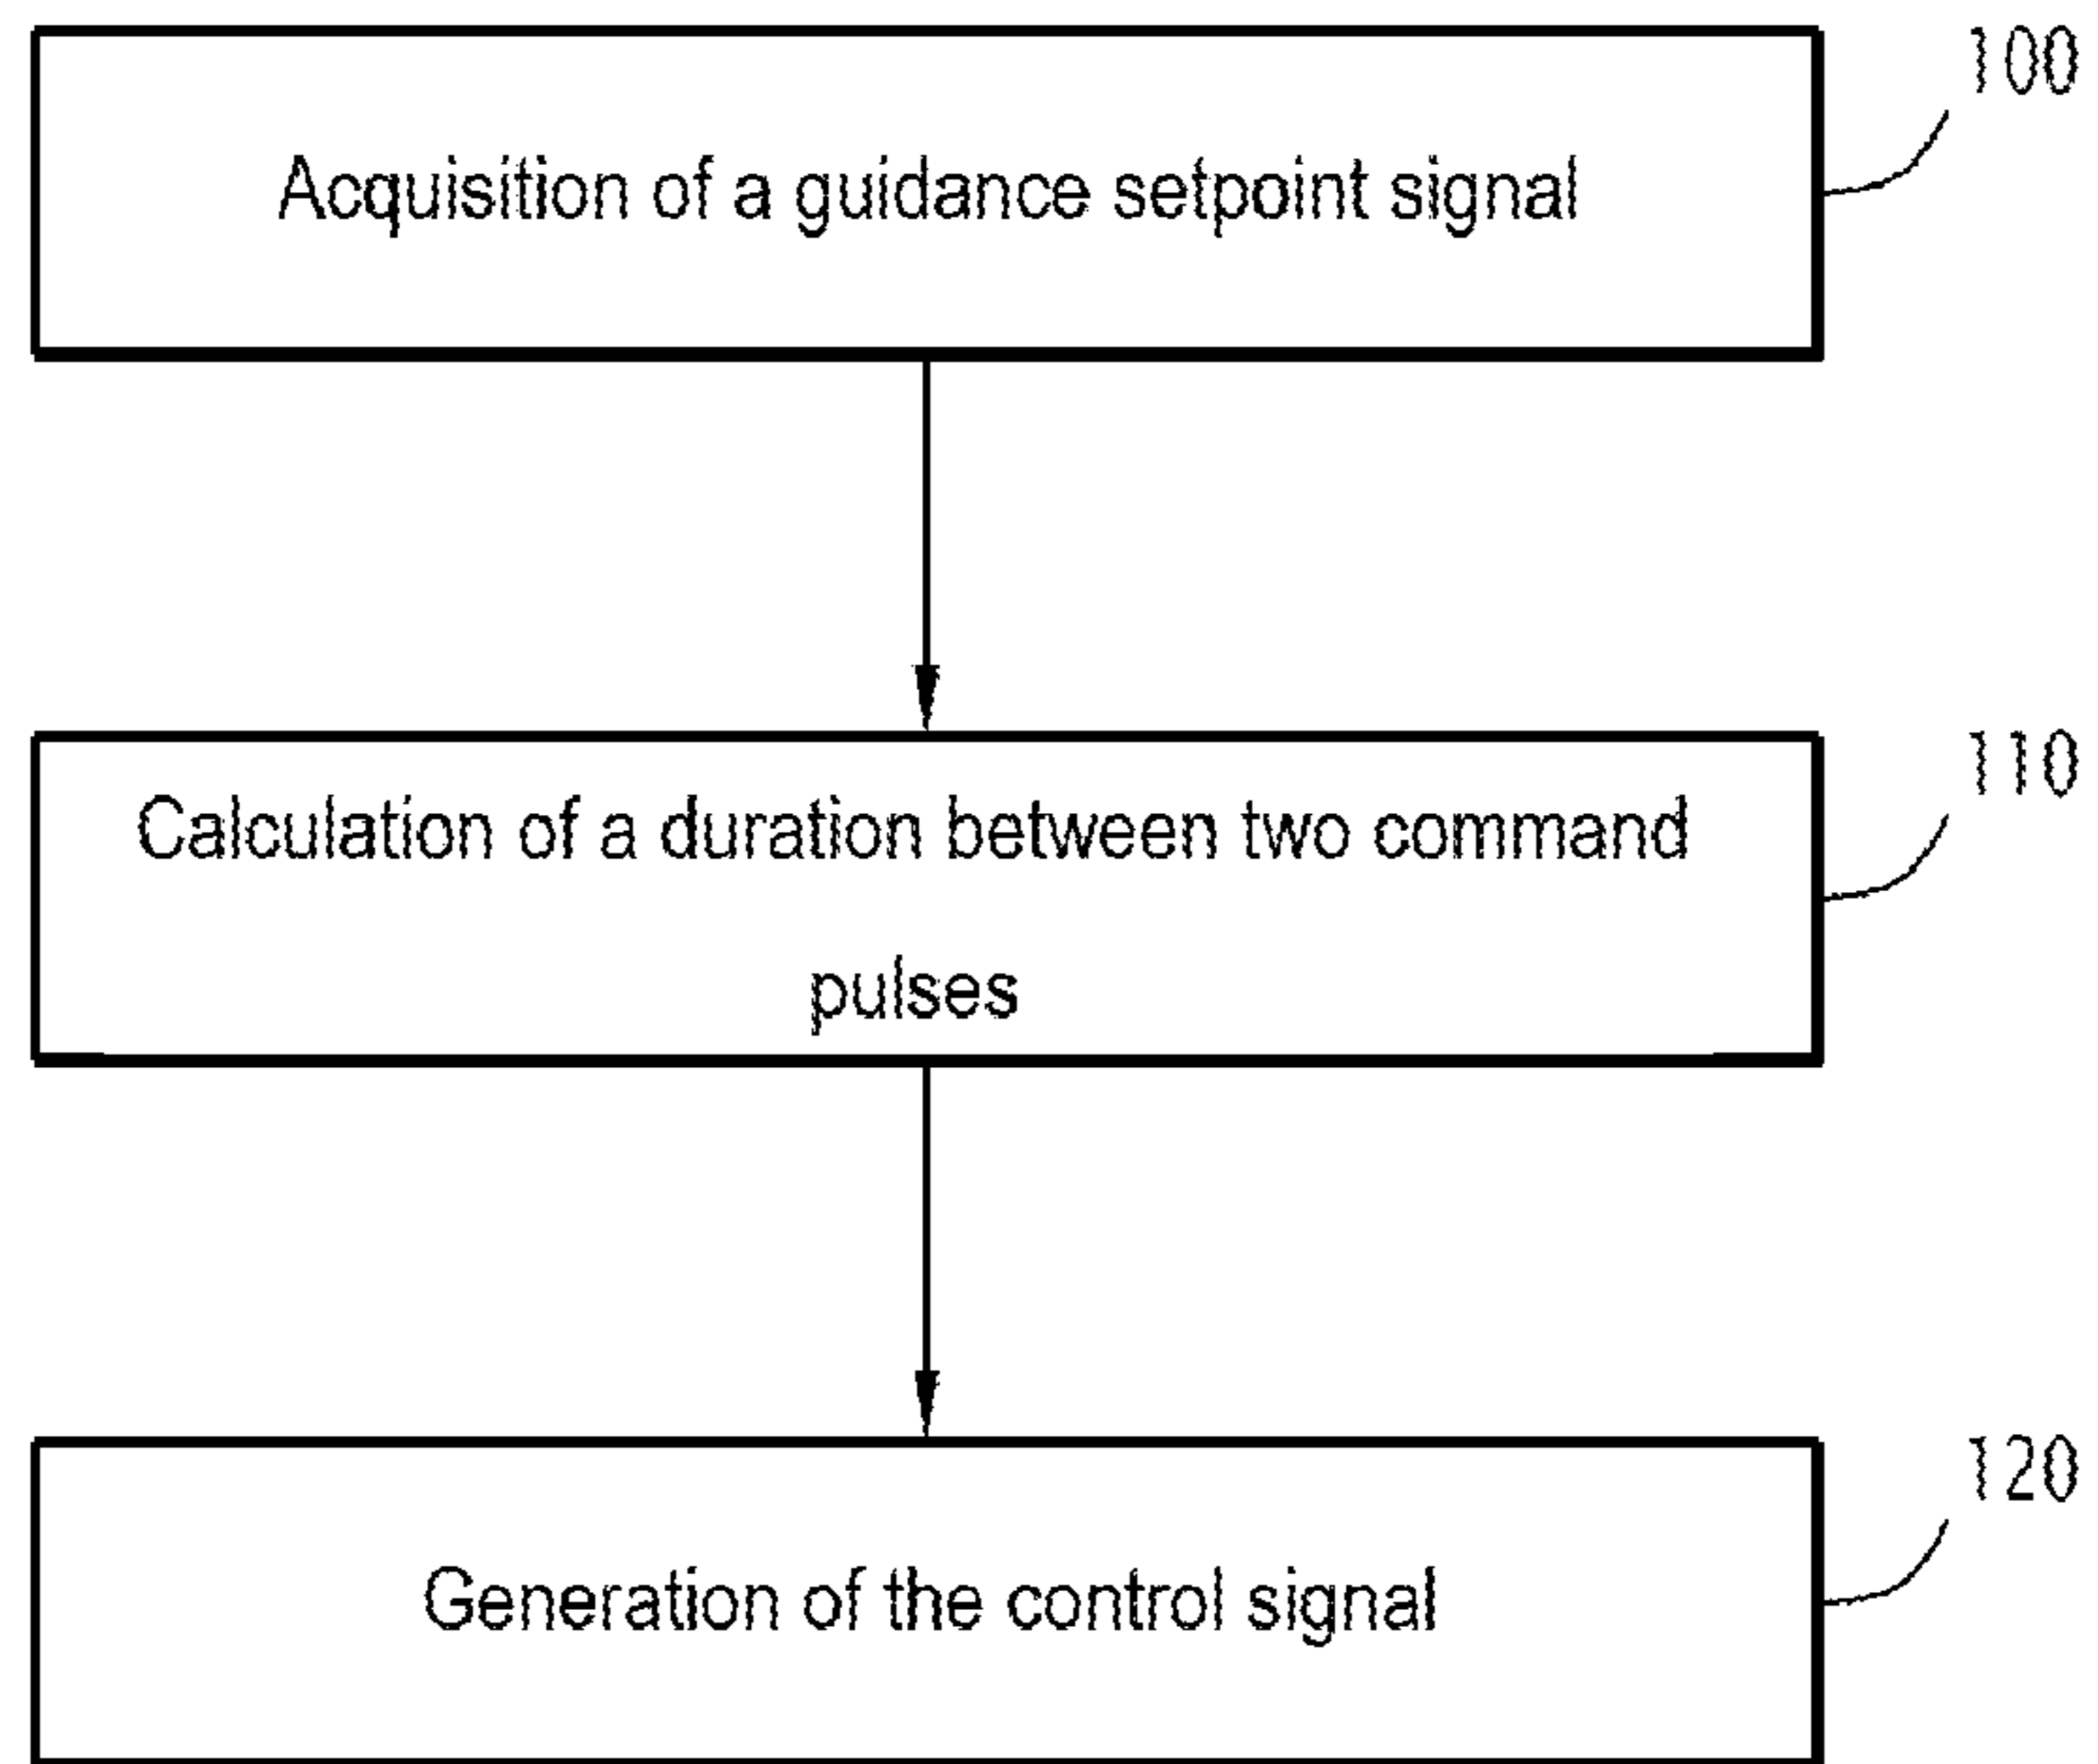 100
Acquisition of a guidance setpoint signal
110
Calculation of a duration between two command
pulses
120
Generation of the control signal